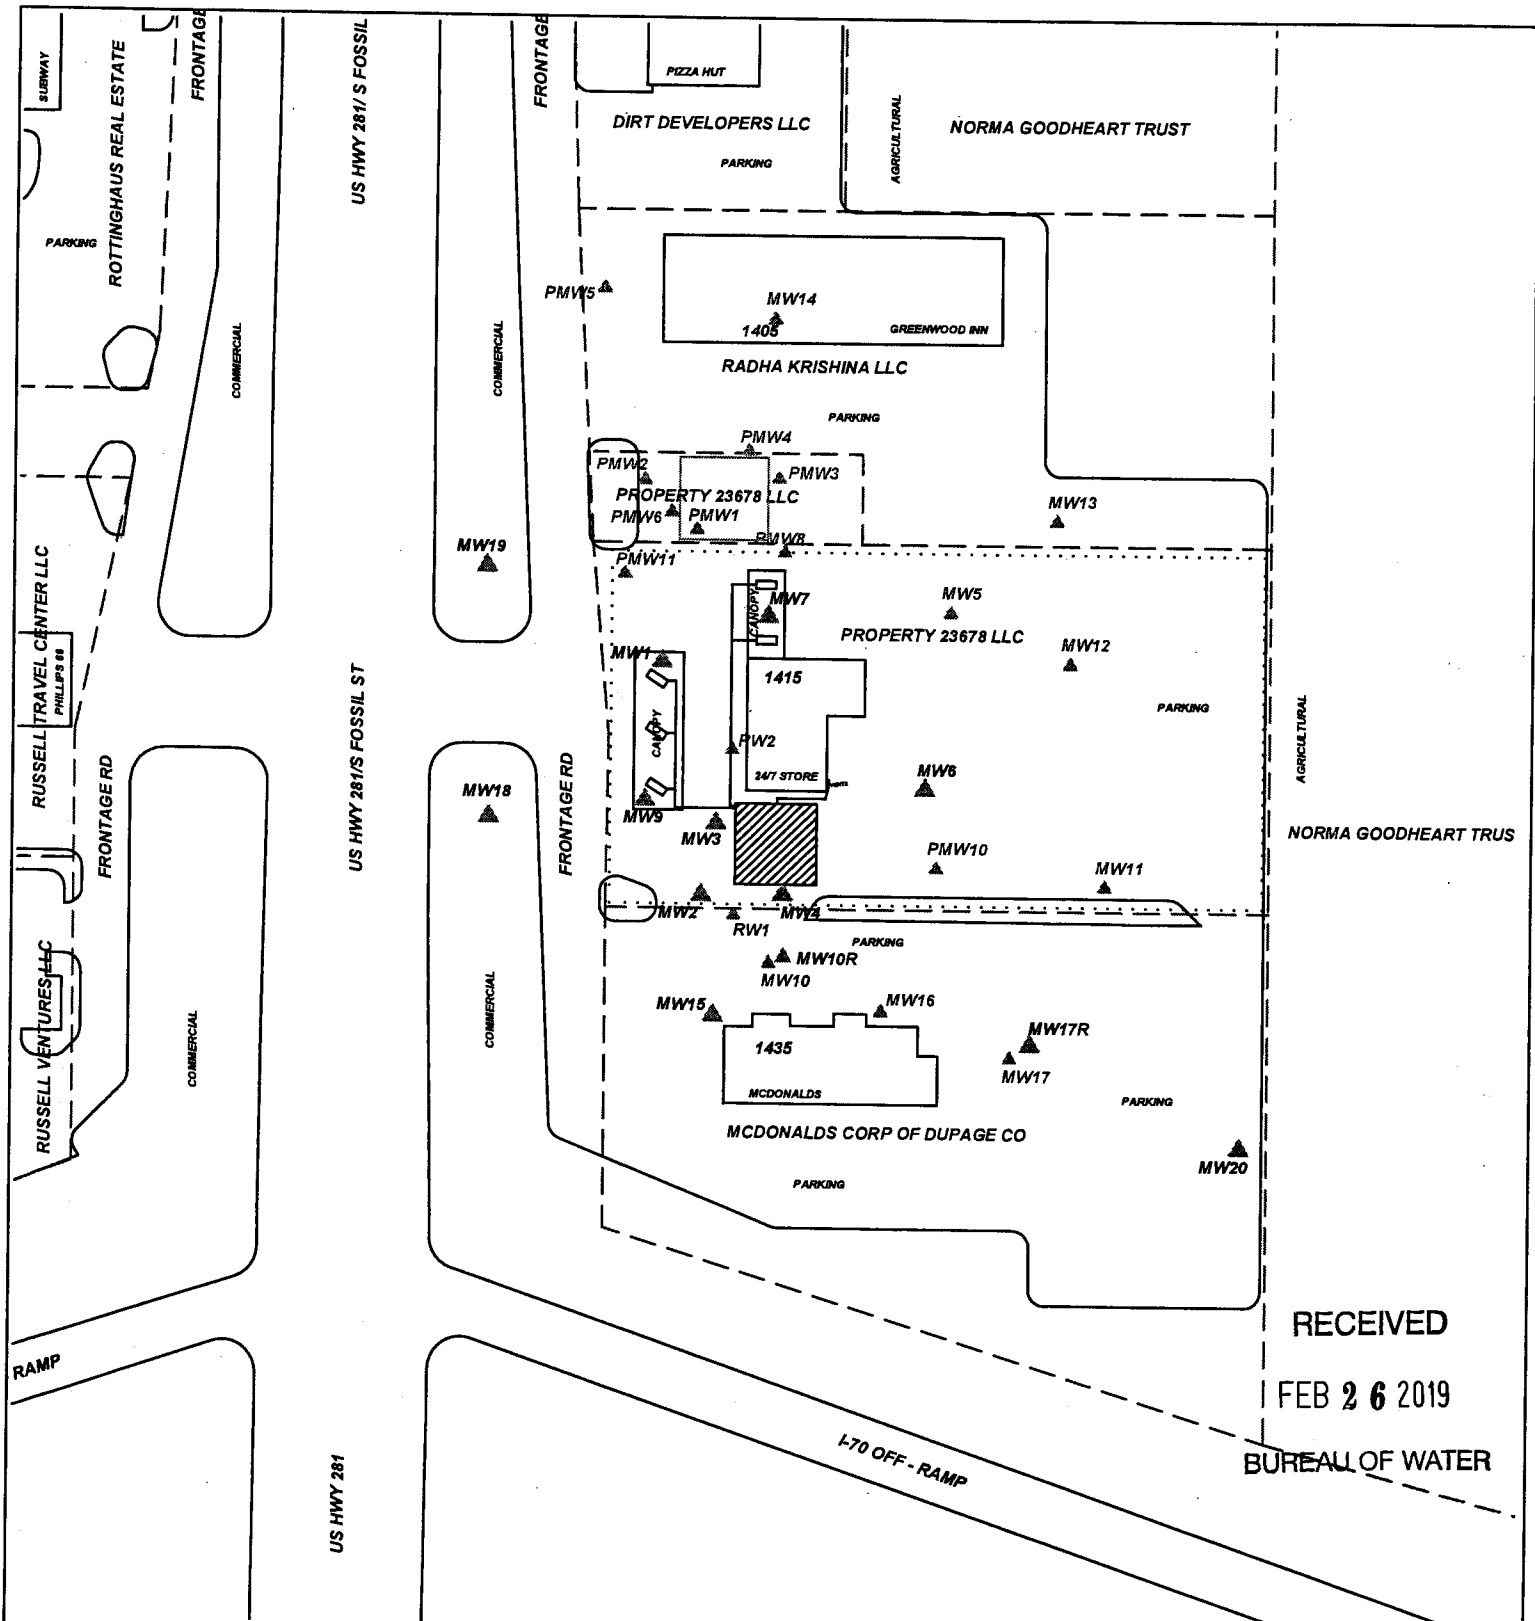 SUBWAY
ROTTINGHAUS REAL ESTATE
FRONTAGE
US HWY 281/ S FOSSIL
FRONTAGE
PIZZA HUT
DIRT DEVELOPERS LLC
PARKING
AGRICULTURAL
NORMA GOODHEART TRUST
PARKING
COMMERCIAL
COMMERCIAL
PMW5
MW14
1405
GREENWOOD INN
RADHA KRISHINA LLC
PARKING
PMW4
PMW2
PMW3
PROPERTY 23678 LLC
PMW6
PMW1
MW13
MW19
PMW8
PMW11
MW7
CANOPY
MW5
PROPERTY 23678 LLC
MW12
MW1
1415
PARKING
RUSSELL TRAVEL CENTER LLC
PHILLIPS 66
FRONTAGE RD
US HWY 281/S FOSSIL ST
FRONTAGE RD
CANOPY
RW2
24/7 STORE
MW6
AGRICULTURAL
MW18
MW9
MW3
NORMA GOODHEART TRUS
PMW10
MW11
MW2
MW4
RW1
PARKING
MW10R
MW10
RUSSELL VENTURES LLC
COMMERCIAL
COMMERCIAL
MW15
MW16
1435
MW17R
MW17
MCDONALDS
PARKING
MCDONALDS CORP OF DUPAGE CO
MW20
PARKING
RECEIVED
RAMP
FEB 26 2019
I-70 OFF - RAMP
BUREAU OF WATER
US HWY 281